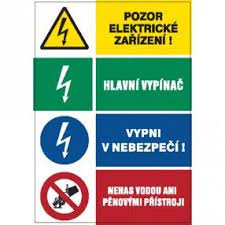 POZOR
ELEKTRICKÉ
ZAŘÍZENÍ !
HLAVNÍ VYPÍNAČ
VYPNI
V NEBEZPEČÍ !
NEHAS VODOU ANI
PĚNOVÝMI PŘÍSTROJI